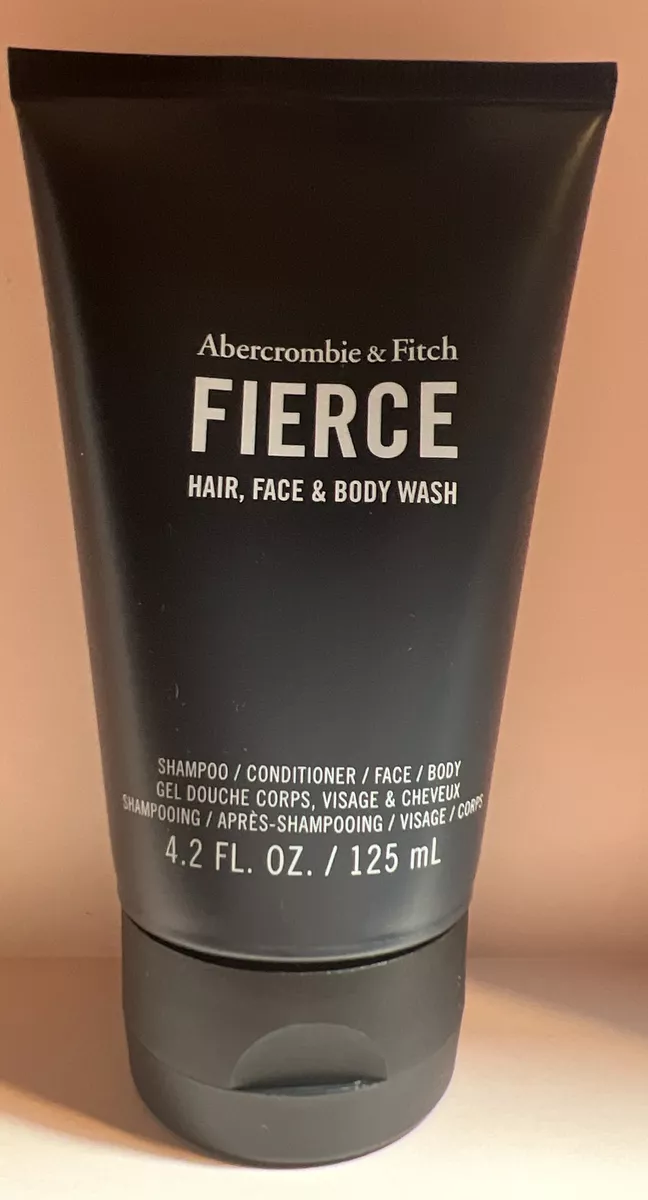 Abercrombie & Fitch
FIERCE
HAIR, FACE & BODY WASH
SHAMPOO / CONDITIONER / FACE / BODY
GEL DOUCHE CORPS, VISAGE & CHEVEUX
SHAMPOOING / APRÈS-SHAMPOOING / VISAGE / CORPS
4.2 FL. OZ. / 125 mL